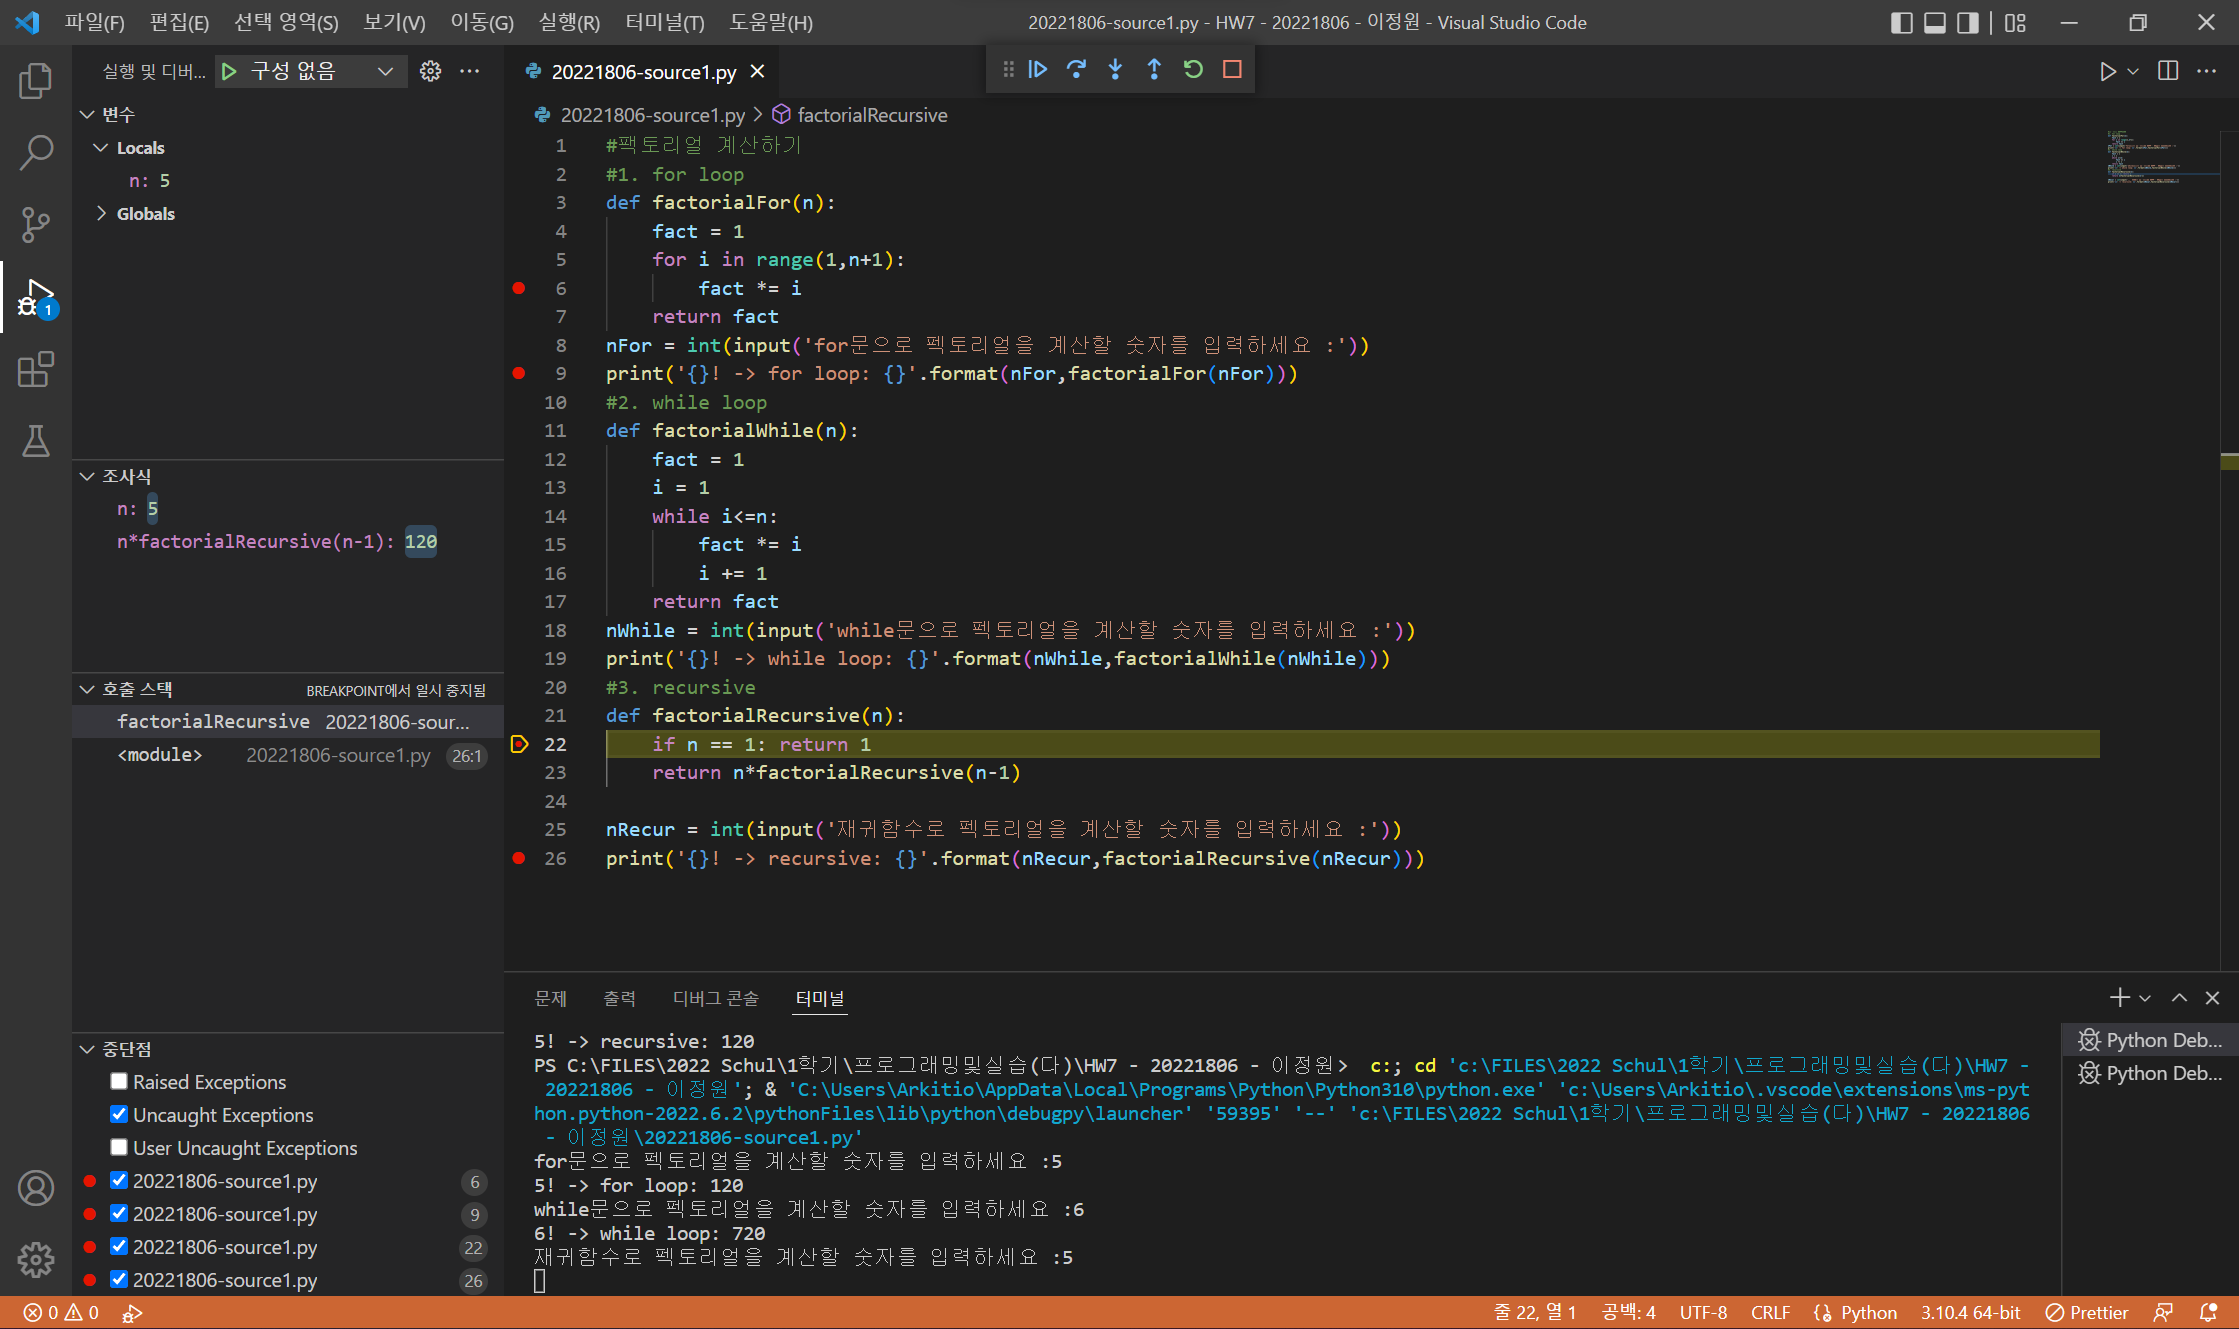 파일(F) 편집(E) 선택 영역(S) 보기(V) 이동(G) 실행(R) 터미널(T) 도움말(H) 20221806-source1.py - HW7 - 20221806 - 이정원 - Visual Studio Code
실행 및 디버... 구성 없음 20221806-source1.py
변수
Locals
n: 5
Globals
조사식
n: 5
n*factorialRecursive(n-1): 120
호출 스택 BREAKPOINT에서 일시 중지됨
factorialRecursive 20221806-sour...
<module> 20221806-source1.py 26:1
중단점
Raised Exceptions
Uncaught Exceptions
User Uncaught Exceptions
20221806-source1.py 6
20221806-source1.py 9
20221806-source1.py 22
20221806-source1.py 26
1
20221806-source1.py > factorialRecursive
1 #팩토리얼 계산하기
2 #1. for loop
3 def factorialFor(n):
4 fact = 1
5 for i in range(1,n+1):
6 fact *= i
7 return fact
8 nFor = int(input('for문으로 펙토리얼을 계산할 숫자를 입력하세요 :'))
9 print('{}! -> for loop: {}'.format(nFor,factorialFor(nFor)))
10 #2. while loop
11 def factorialWhile(n):
12 fact = 1
13 i = 1
14 while i<=n:
15 fact *= i
16 i += 1
17 return fact
18 nWhile = int(input('while문으로 펙토리얼을 계산할 숫자를 입력하세요 :'))
19 print('{}! -> while loop: {}'.format(nWhile,factorialWhile(nWhile)))
20 #3. recursive
21 def factorialRecursive(n):
22 if n == 1: return 1
23 return n*factorialRecursive(n-1)
24
25 nRecur = int(input('재귀함수로 펙토리얼을 계산할 숫자를 입력하세요 :'))
26 print('{}! -> recursive: {}'.format(nRecur,factorialRecursive(nRecur)))
문제 출력 디버그 콘솔 터미널
5! -> recursive: 120
PS C:\FILES\2022 Schul\1학기\프로그래밍및실습(다)\HW7 - 20221806 - 이정원>  c:; cd 'c:\FILES\2022 Schul\1학기\프로그래밍및실습(다)\HW7 -
20221806 - 이정원'; & 'C:\Users\Arkitio\AppData\Local\Programs\Python\Python310\python.exe' 'c:\Users\Arkitio\.vscode\extensions\ms-pyt
hon.python-2022.6.2\pythonFiles\lib\python\debugpy\launcher' '59395' '--' 'c:\FILES\2022 Schul\1학기\프로그래밍및실습(다)\HW7 - 20221806
- 이정원\20221806-source1.py'
for문으로 펙토리얼을 계산할 숫자를 입력하세요 :5
5! -> for loop: 120
while문으로 펙토리얼을 계산할 숫자를 입력하세요 :6
6! -> while loop: 720
재귀함수로 펙토리얼을 계산할 숫자를 입력하세요 :5
Python Deb...
Python Deb...
0 0 줄 22, 열 1 공백: 4 UTF-8 CRLF Python 3.10.4 64-bit Prettier